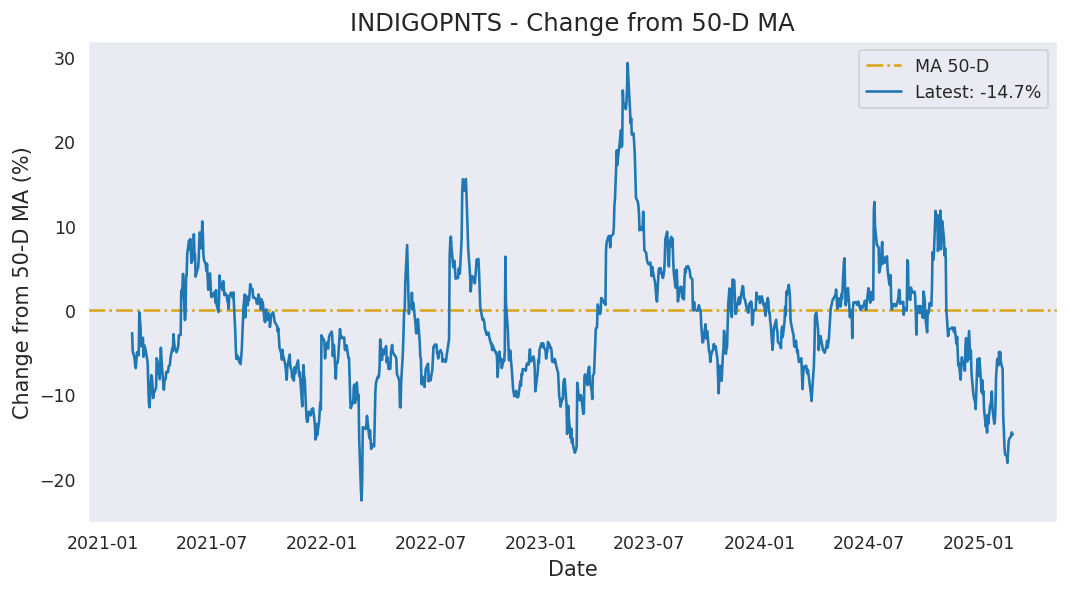 INDIGOPNTS - Change from 50-D MA
MA 50-D
Latest: -14.7%
Change from 50-D MA (%)
30
20
10
0
−10
−20
2021-01 2021-07 2022-01 2022-07 2023-01 2023-07 2024-01 2024-07 2025-01
Date